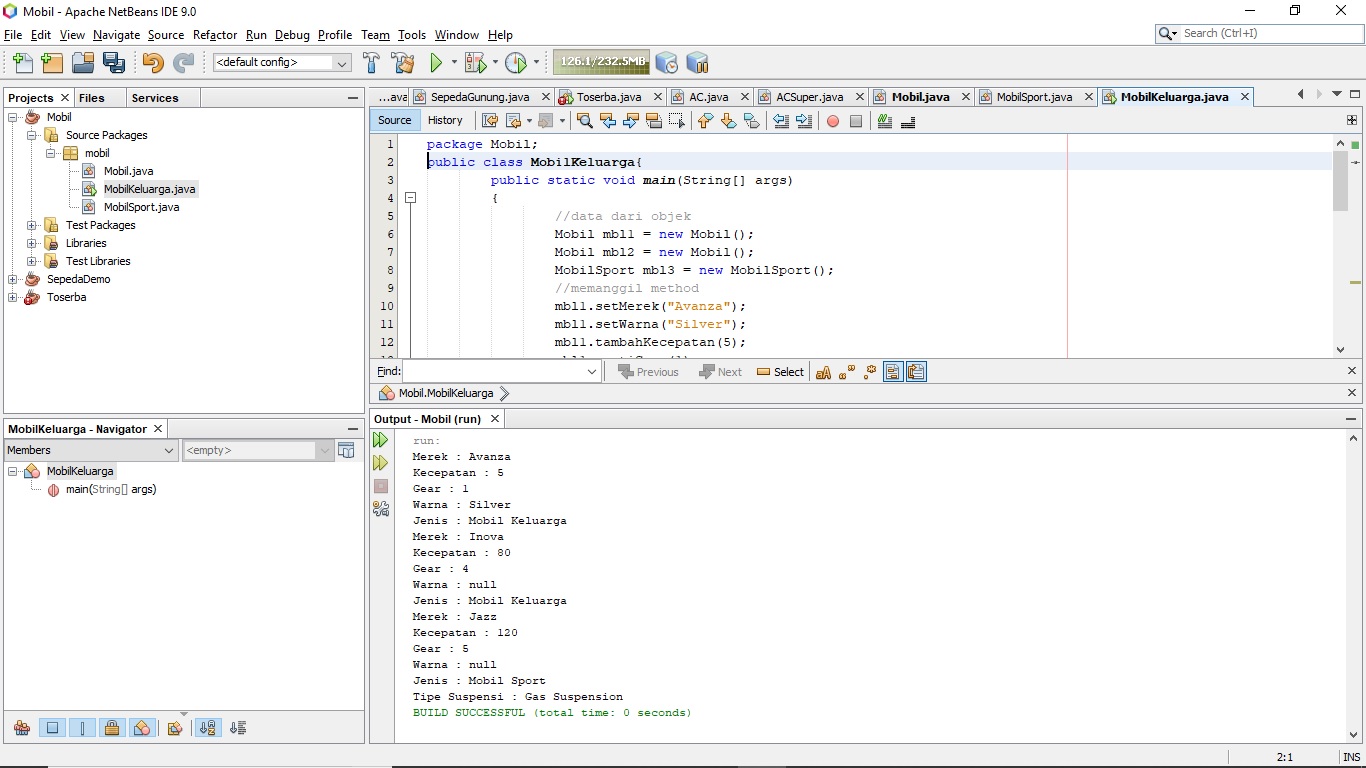 Mobil - Apache NetBeans IDE 9.0
File Edit View Navigate Source Refactor Run Debug Profile Team Tools Window Help
Search (Ctrl+I)
<default config>
126.1/232.5MB
Projects Files Services
Mobil
Source Packages
mobil
Mobil.java
MobilKeluarga.java
MobilSport.java
Test Packages
Libraries
Test Libraries
SepedaDemo
Toserba
MobilKeluarga - Navigator
Members
<empty>
MobilKeluarga
main(String[] args)
...ava SepedaGunung.java Toserba.java AC.java ACSuper.java Mobil.java MobilSport.java MobilKeluarga.java
Source History
1 package Mobil;
2 public class MobilKeluarga{
3 public static void main(String[] args)
4 {
5 //data dari objek
6 Mobil mbl1 = new Mobil();
7 Mobil mbl2 = new Mobil();
8 MobilSport mbl3 = new MobilSport();
9 //memanggil method
10 mbl1.setMerek("Avanza");
11 mbl1.setWarna("Silver");
12 mbl1.tambahKecepatan(5);
Find: Previous Next Select
Mobil.MobilKeluarga
Output - Mobil (run)
run:
Merek : Avanza
Kecepatan : 5
Gear : 1
Warna : Silver
Jenis : Mobil Keluarga
Merek : Inova
Kecepatan : 80
Gear : 4
Warna : null
Jenis : Mobil Keluarga
Merek : Jazz
Kecepatan : 120
Gear : 5
Warna : null
Jenis : Mobil Sport
Tipe Suspensi : Gas Suspension
BUILD SUCCESSFUL (total time: 0 seconds)
2:1 INS